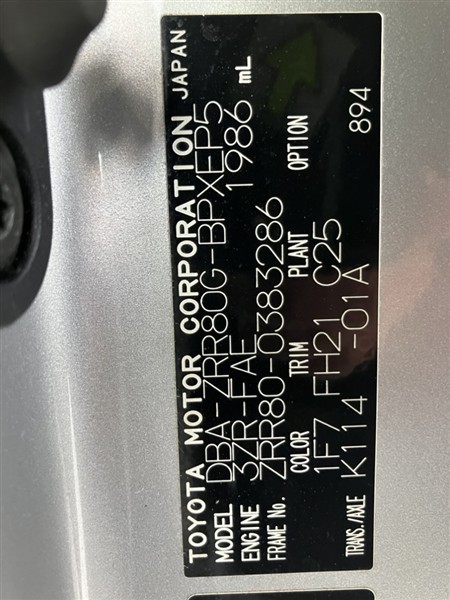 TOYOTA MOTOR CORPORATION JAPAN
MODEL DBA-ZRR80G-BPXEP5
ENGINE 3ZR-FAE 1986 mL
FRAME No. ZRR80-0383286
COLOR TRIM PLANT OPTION
1F7 FH21 C25 894
TRANS./AXLE K114 -01A